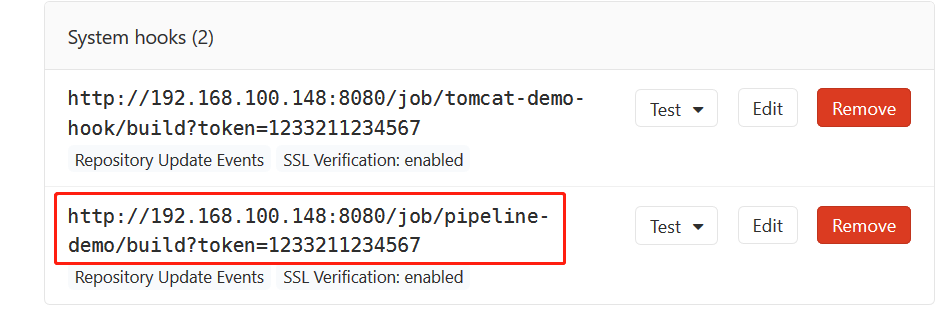 System hooks (2)
http://192.168.100.148:8080/job/tomcat-demo-
hook/build?token=1233211234567
Test Edit Remove
Repository Update Events SSL Verification: enabled
http://192.168.100.148:8080/job/pipeline-
demo/build?token=1233211234567
Test Edit Remove
Repository Update Events SSL Verification: enabled